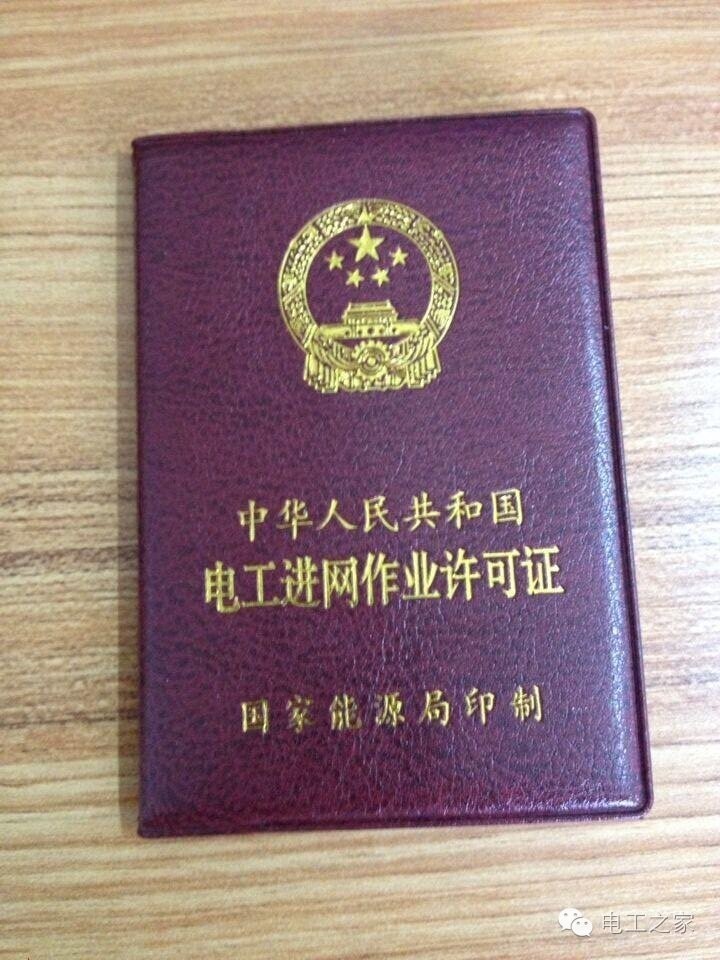 中华人民共和国
电工进网作业许可证
国家能源局印制
电工之家